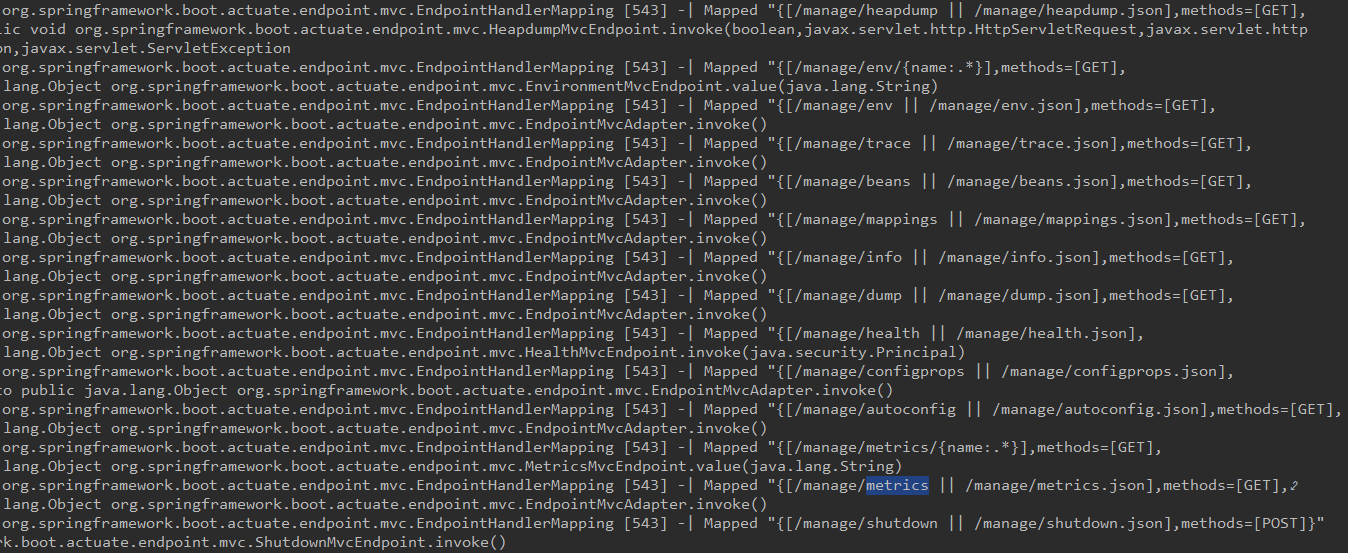 org.springframework.boot.actuate.endpoint.mvc.EndpointHandlerMapping [543] -| Mapped "{[/manage/heapdump || /manage/heapdump.json],methods=[GET],
ic void org.springframework.boot.actuate.endpoint.mvc.HeapdumpMvcEndpoint.invoke(boolean,javax.servlet.http.HttpServletRequest,javax.servlet.http
on,javax.servlet.ServletException
org.springframework.boot.actuate.endpoint.mvc.EndpointHandlerMapping [543] -| Mapped "{[/manage/env/{name:.*}],methods=[GET],
lang.Object org.springframework.boot.actuate.endpoint.mvc.EnvironmentMvcEndpoint.value(java.lang.String)
org.springframework.boot.actuate.endpoint.mvc.EndpointHandlerMapping [543] -| Mapped "{[/manage/env || /manage/env.json],methods=[GET],
lang.Object org.springframework.boot.actuate.endpoint.mvc.EndpointMvcAdapter.invoke()
org.springframework.boot.actuate.endpoint.mvc.EndpointHandlerMapping [543] -| Mapped "{[/manage/trace || /manage/trace.json],methods=[GET],
lang.Object org.springframework.boot.actuate.endpoint.mvc.EndpointMvcAdapter.invoke()
org.springframework.boot.actuate.endpoint.mvc.EndpointHandlerMapping [543] -| Mapped "{[/manage/beans || /manage/beans.json],methods=[GET],
lang.Object org.springframework.boot.actuate.endpoint.mvc.EndpointMvcAdapter.invoke()
org.springframework.boot.actuate.endpoint.mvc.EndpointHandlerMapping [543] -| Mapped "{[/manage/mappings || /manage/mappings.json],methods=[GET],
lang.Object org.springframework.boot.actuate.endpoint.mvc.EndpointMvcAdapter.invoke()
org.springframework.boot.actuate.endpoint.mvc.EndpointHandlerMapping [543] -| Mapped "{[/manage/info || /manage/info.json],methods=[GET],
lang.Object org.springframework.boot.actuate.endpoint.mvc.EndpointMvcAdapter.invoke()
org.springframework.boot.actuate.endpoint.mvc.EndpointHandlerMapping [543] -| Mapped "{[/manage/dump || /manage/dump.json],methods=[GET],
lang.Object org.springframework.boot.actuate.endpoint.mvc.EndpointMvcAdapter.invoke()
org.springframework.boot.actuate.endpoint.mvc.EndpointHandlerMapping [543] -| Mapped "{[/manage/health || /manage/health.json],
lang.Object org.springframework.boot.actuate.endpoint.mvc.HealthMvcEndpoint.invoke(java.security.Principal)
org.springframework.boot.actuate.endpoint.mvc.EndpointHandlerMapping [543] -| Mapped "{[/manage/configprops || /manage/configprops.json],
to public java.lang.Object org.springframework.boot.actuate.endpoint.mvc.EndpointMvcAdapter.invoke()
org.springframework.boot.actuate.endpoint.mvc.EndpointHandlerMapping [543] -| Mapped "{[/manage/autoconfig || /manage/autoconfig.json],methods=[GET],
lang.Object org.springframework.boot.actuate.endpoint.mvc.EndpointMvcAdapter.invoke()
org.springframework.boot.actuate.endpoint.mvc.EndpointHandlerMapping [543] -| Mapped "{[/manage/metrics/{name:.*}],methods=[GET],
lang.Object org.springframework.boot.actuate.endpoint.mvc.MetricsMvcEndpoint.value(java.lang.String)
org.springframework.boot.actuate.endpoint.mvc.EndpointHandlerMapping [543] -| Mapped "{[/manage/metrics || /manage/metrics.json],methods=[GET],
lang.Object org.springframework.boot.actuate.endpoint.mvc.EndpointMvcAdapter.invoke()
org.springframework.boot.actuate.endpoint.mvc.EndpointHandlerMapping [543] -| Mapped "{[/manage/shutdown || /manage/shutdown.json],methods=[POST]}"
rk.boot.actuate.endpoint.mvc.ShutdownMvcEndpoint.invoke()